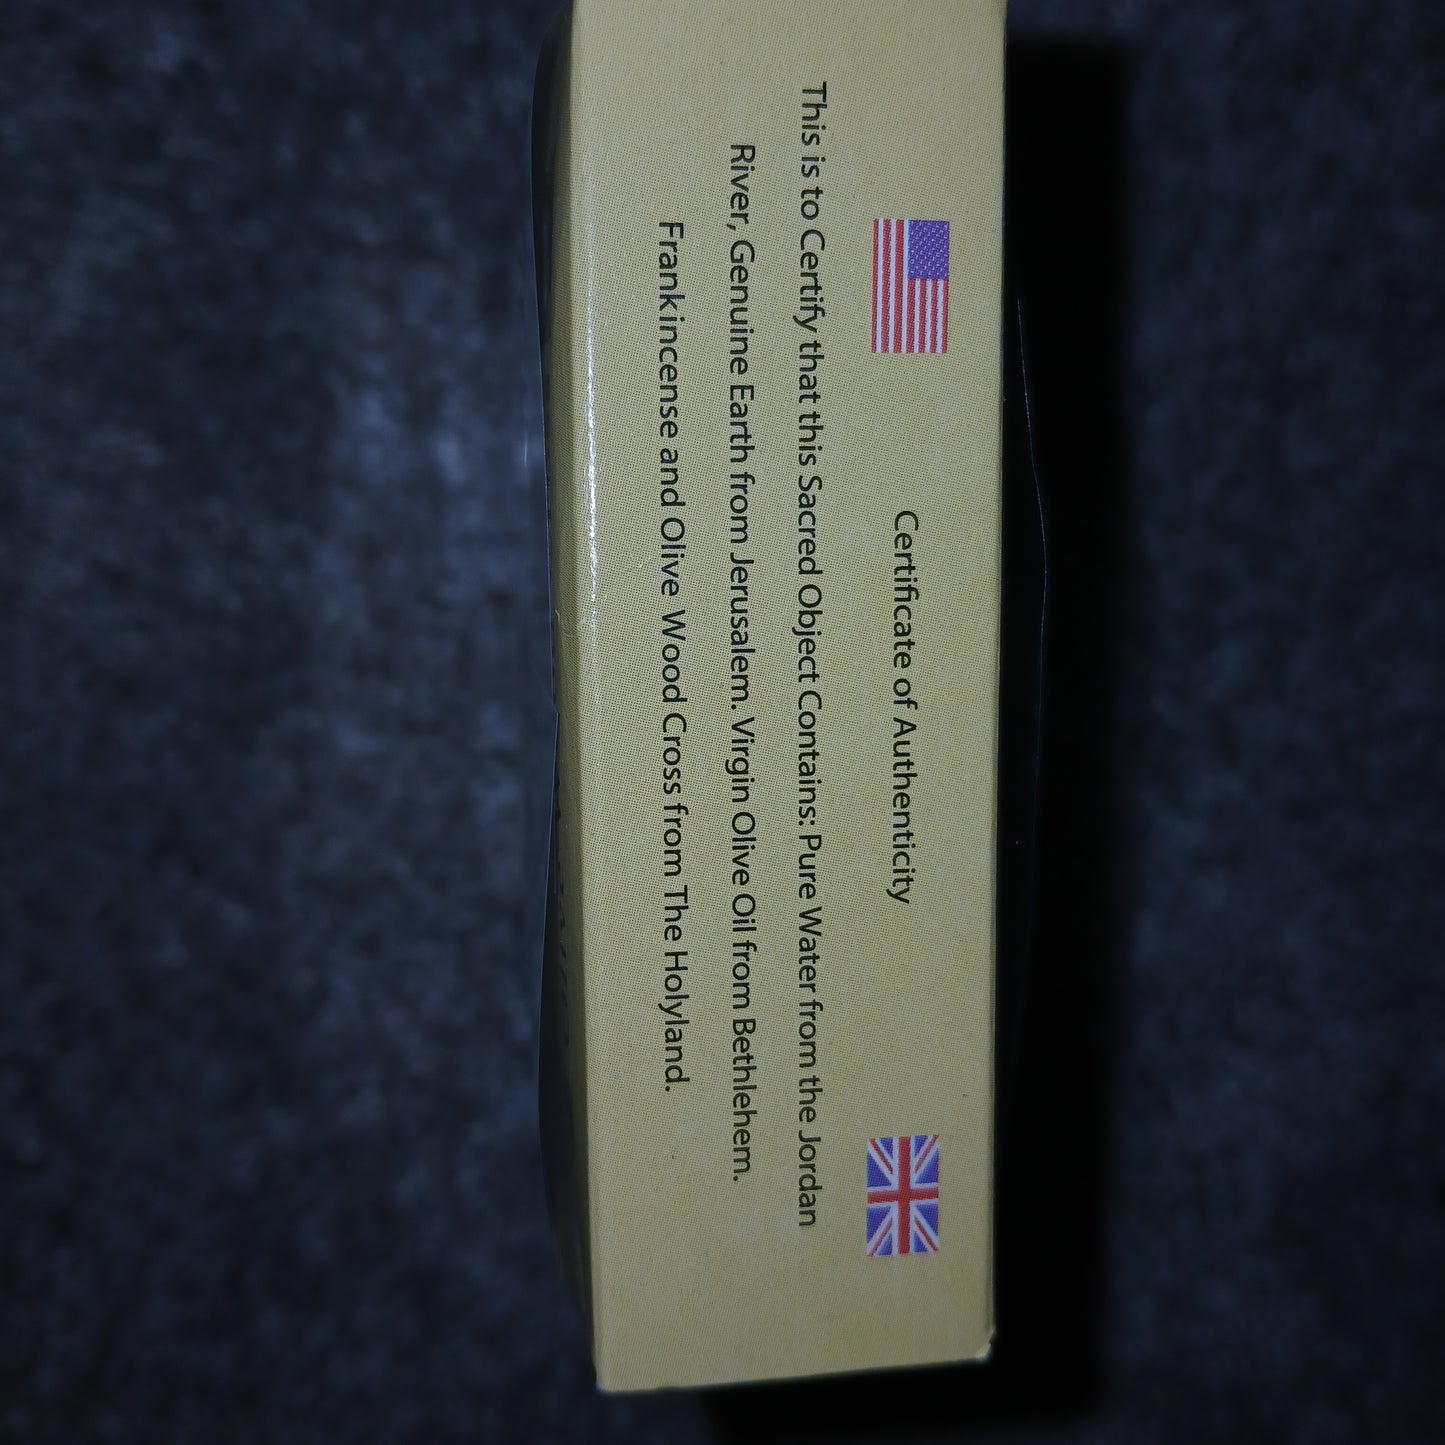 Certificate of Authenticity
This is to Certify that this Sacred Object Contains: Pure Water from the Jordan
River, Genuine Earth from Jerusalem. Virgin Olive Oil from Bethlehem.
Frankincense and Olive Wood Cross from The Holyland.